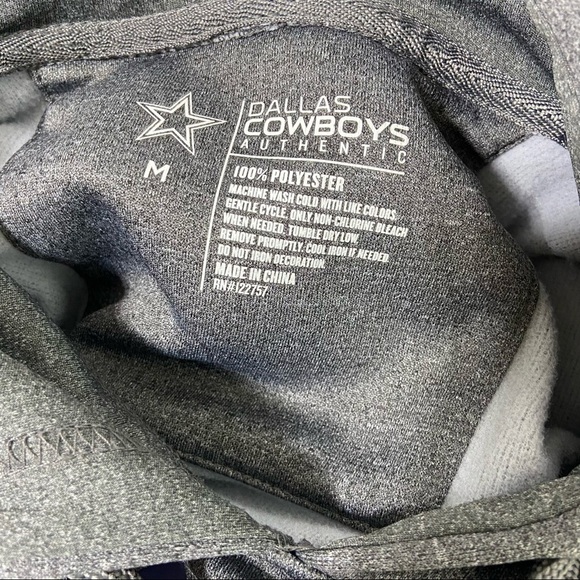 DALLAS
COWBOYS
AUTHENTIC
M
100% POLYESTER
MACHINE WASH COLD WITH LIKE COLORS.
GENTLE CYCLE. ONLY NON-CHLORINE BLEACH
WHEN NEEDED. TUMBLE DRY LOW.
REMOVE PROMPTLY. COOL IRON IF NEEDED.
DO NOT IRON DECORATION.
MADE IN CHINA
RN#122757